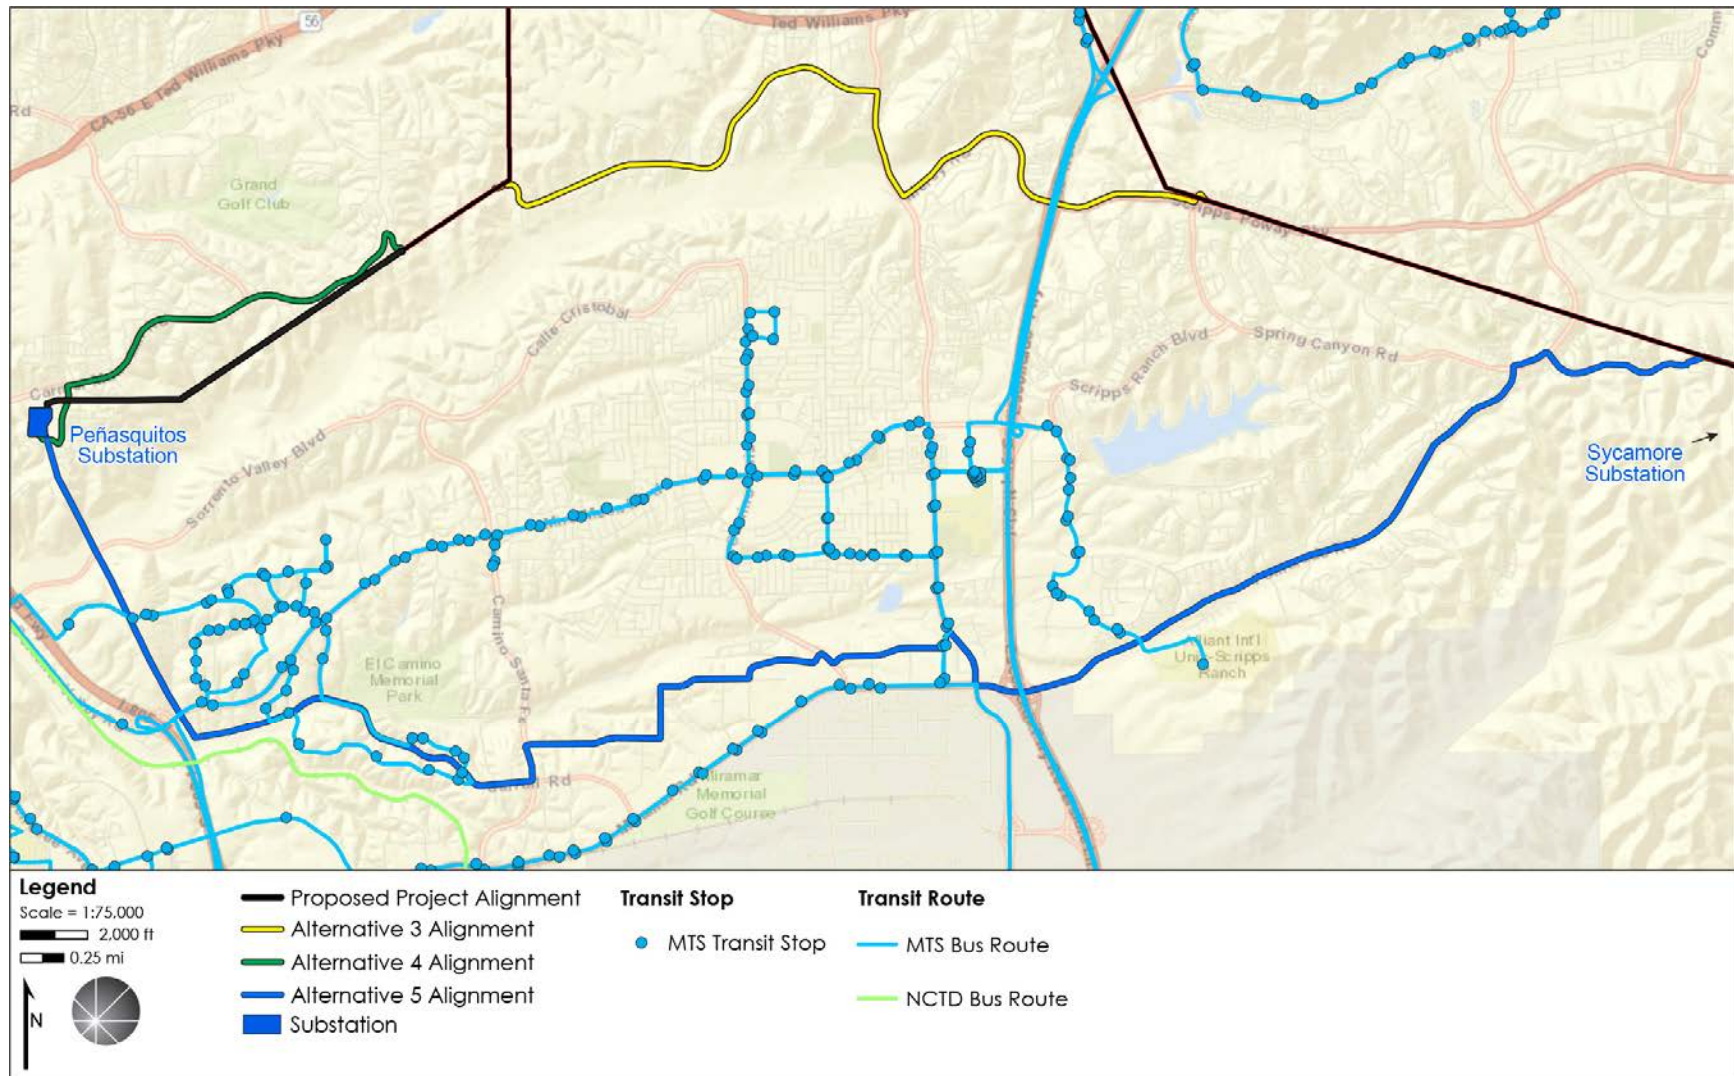 56
Ted Williams Pky
CA-56 E Ted Williams Pky
Rd
Grand
Golf Club
Scripps Poway Pky
Calle Cristobal
Scripps Ranch Blvd
Spring Canyon Rd
Peñasquitos
Substation
Sorrento Valley Blvd
Sycamore
Substation
Camino Santa Fe
El Camino
Memorial
Park
Alliant Int'l
Univ-Scripps
Ranch
Miramar
Memorial
Golf Course
Carroll Rd
Legend
Scale = 1:75,000
2,000 ft
0.25 mi
N
Proposed Project Alignment
Alternative 3 Alignment
Alternative 4 Alignment
Alternative 5 Alignment
Substation
Transit Stop
MTS Transit Stop
Transit Route
MTS Bus Route
NCTD Bus Route